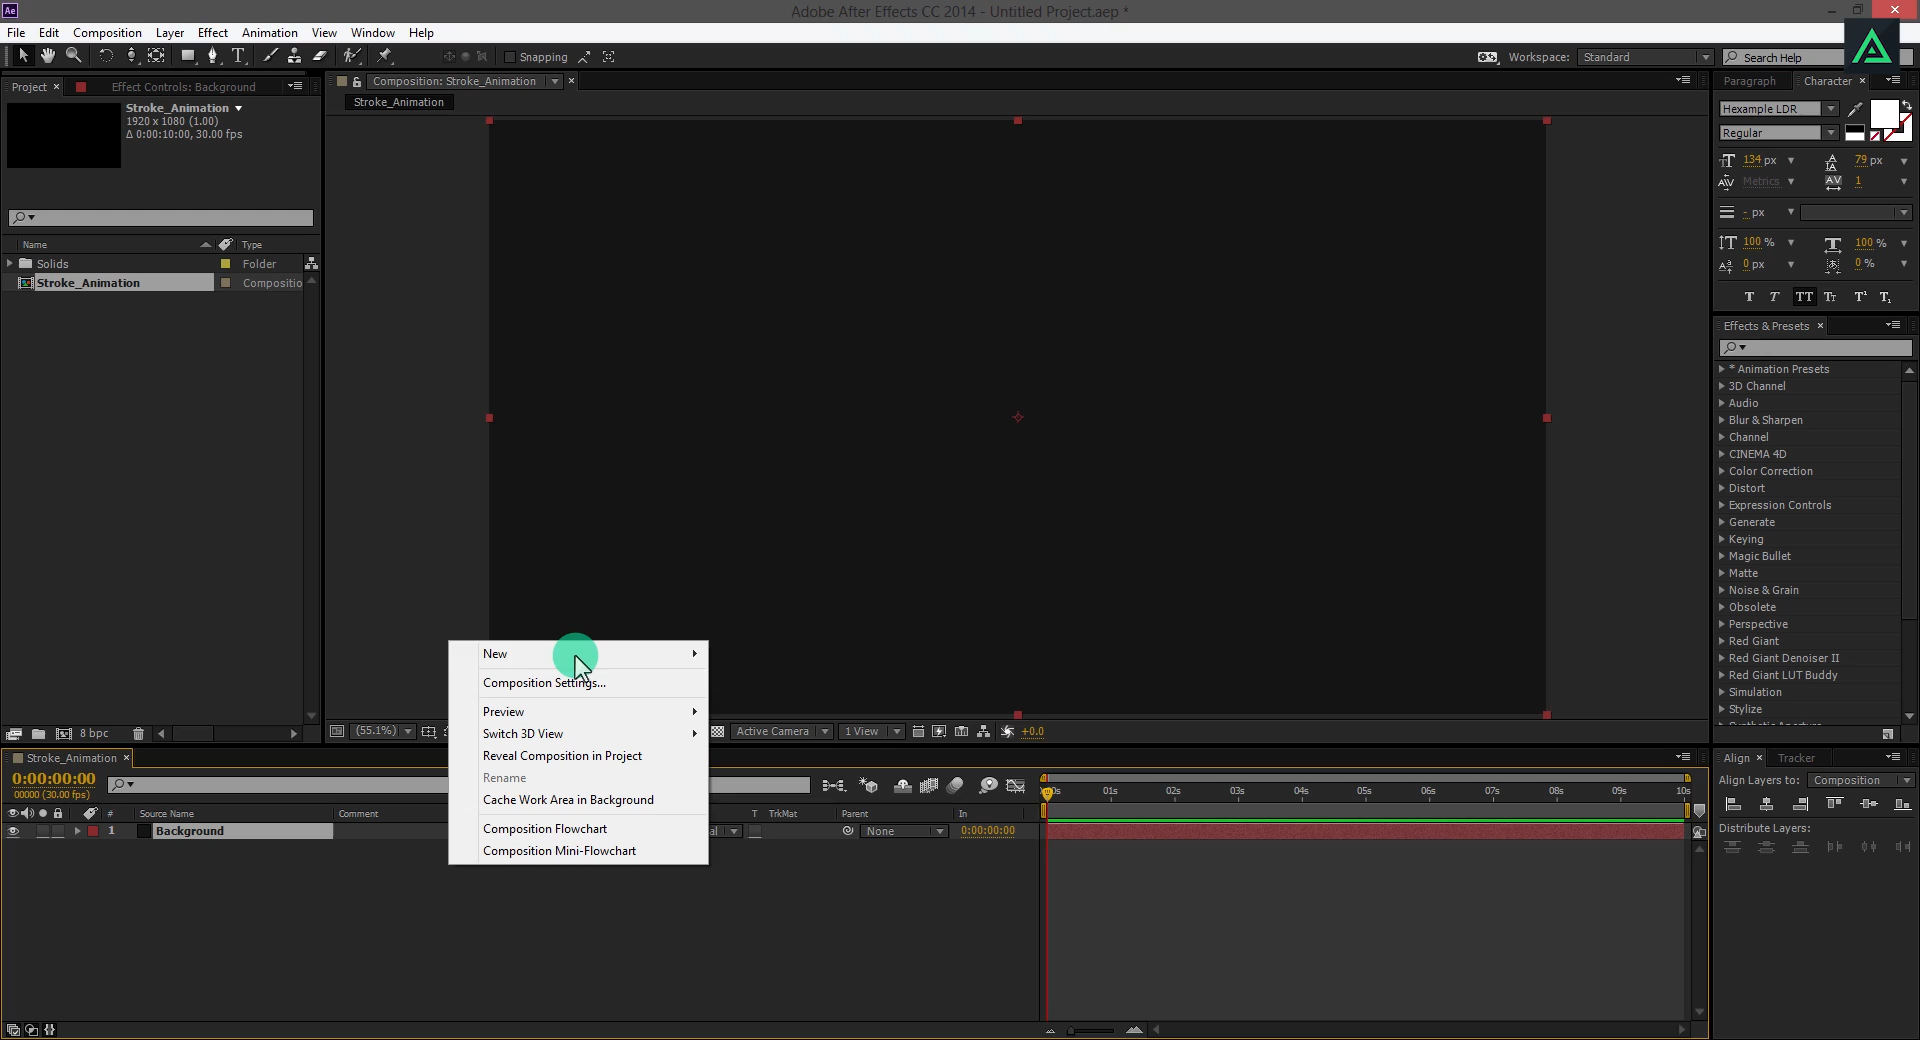 Ae
Adobe After Effects CC 2014 - Untitled Project.aep *
File Edit Composition Layer Effect Animation View Window Help
Snapping
Workspace: Standard
Search Help
Project
Effect Controls: Background
Composition: Stroke_Animation
Paragraph
Character
Stroke_Animation
Stroke_Animation
1920 x 1080 (1.00)
Δ 0:00:10:00, 30.00 fps
Hexample LDR
Regular
134 px
79 px
Metrics
1
- px
100 %
100 %
0 px
0 %
T T TT Tr T¹ T₁
Name
Type
Solids
Folder
Stroke_Animation
Compositio
Effects & Presets
* Animation Presets
3D Channel
Audio
Blur & Sharpen
Channel
CINEMA 4D
Color Correction
Distort
Expression Controls
Generate
Keying
Magic Bullet
Matte
Noise & Grain
Obsolete
Perspective
Red Giant
Red Giant Denoiser II
Red Giant LUT Buddy
Simulation
Stylize
8 bpc
(55.1%)
Active Camera
1 View
+0.0
New
Composition Settings...
Preview
Switch 3D View
Reveal Composition in Project
Rename
Cache Work Area in Background
Composition Flowchart
Composition Mini-Flowchart
Stroke_Animation
0:00:00:00
00000 (30.00 fps)
# Source Name
Comment
T TrkMat
Parent
In
1 Background
None
0:00:00:00
01s 02s 03s 04s 05s 06s 07s 08s 09s 10s
Align
Tracker
Align Layers to: Composition
Distribute Layers: